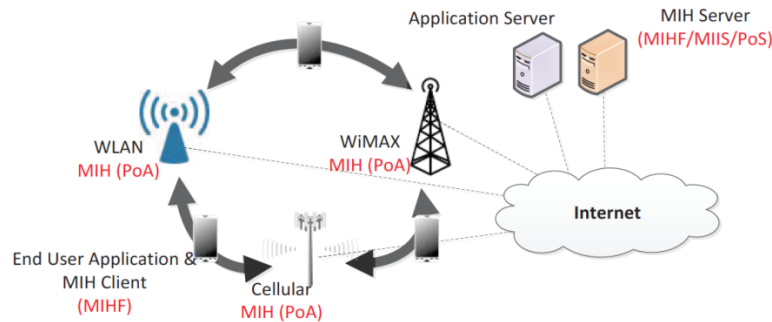 Application Server
MIH Server
(MIHF/MIIS/PoS)
WLAN
MIH (PoA)
WiMAX
MIH (PoA)
Internet
End User Application &
MIH Client
(MIHF)
Cellular
MIH (PoA)